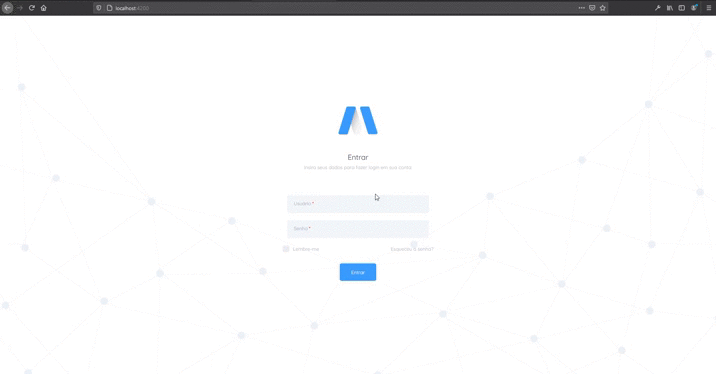 localhost:4200
Entrar
Insira seus dados para fazer login em sua conta
Usuário *
Senha *
Lembre-me
Esqueceu a senha?
Entrar